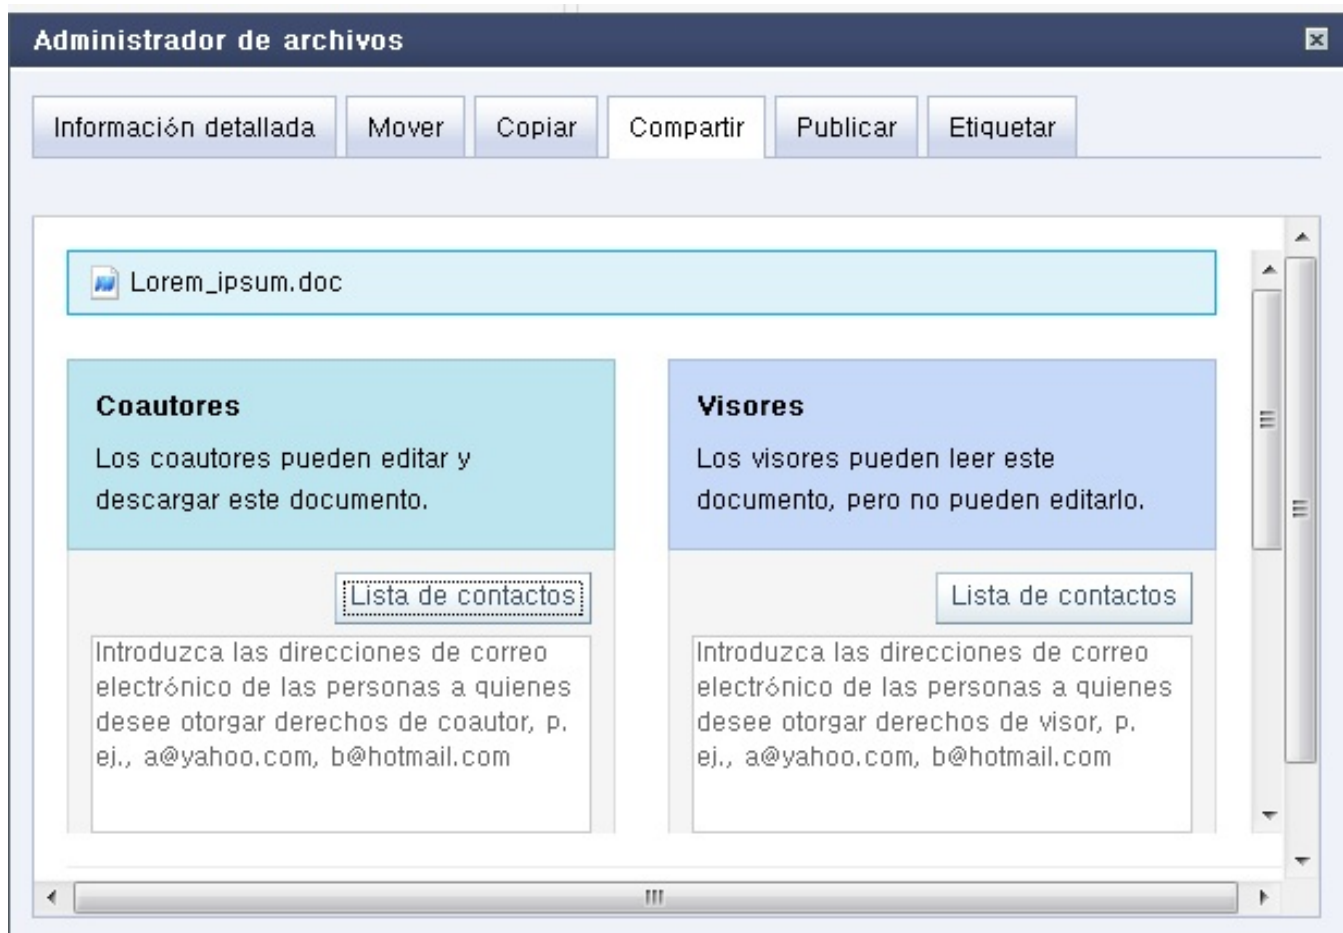 Administrador de archivos
Información detallada
Mover
Copiar
Compartir
Publicar
Etiquetar
Lorem_ipsum.doc
Coautores
Los coautores pueden editar y
descargar este documento.
Lista de contactos
Introduzca las direcciones de correo
electrónico de las personas a quienes
desee otorgar derechos de coautor, p.
ej., a@yahoo.com, b@hotmail.com
Visores
Los visores pueden leer este
documento, pero no pueden editarlo.
Lista de contactos
Introduzca las direcciones de correo
electrónico de las personas a quienes
desee otorgar derechos de visor, p.
ej., a@yahoo.com, b@hotmail.com